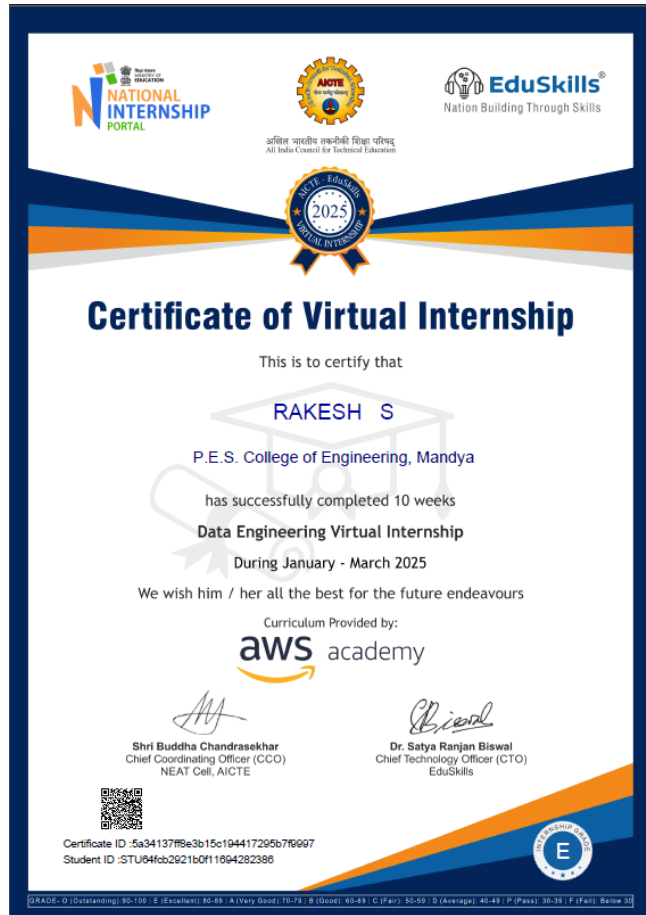 शिक्षा मंत्रालय
MINISTRY OF
EDUCATION
NATIONAL
INTERNSHIP
PORTAL
AICTE
अखिल भारतीय तकनीकी शिक्षा परिषद्
All India Council for Technical Education
EduSkills®
Nation Building Through Skills
AICTE - EduSkills
2025
VIRTUAL INTERNSHIP
Certificate of Virtual Internship
This is to certify that
RAKESH S
P.E.S. College of Engineering, Mandya
has successfully completed 10 weeks
Data Engineering Virtual Internship
During January - March 2025
We wish him / her all the best for the future endeavours
Curriculum Provided by:
aws academy
Shri Buddha Chandrasekhar
Chief Coordinating Officer (CCO)
NEAT Cell, AICTE
Dr. Satya Ranjan Biswal
Chief Technology Officer (CTO)
EduSkills
Certificate ID :5a34137ff8e3b15c194417295b7f9997
Student ID :STU64fcb2921b0f11694282386
INTERNSHIP GRADE
E
GRADE- O (Outstanding):90-100 | E (Excellent):80-89 | A (Very Good):70-79 | B (Good): 60-69 | C (Fair): 50-59 | D (Average): 40-49 | P (Pass): 30-39 | F (Fail): Below 30